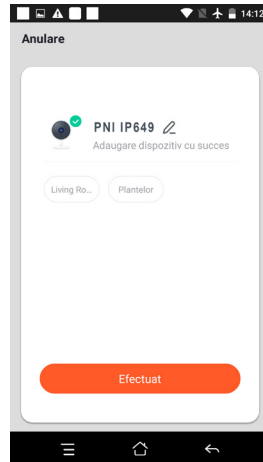 14:12
Anulare
PNI IP649
Adaugare dispozitiv cu succes
Living Ro...
Plantelor
Efectuat